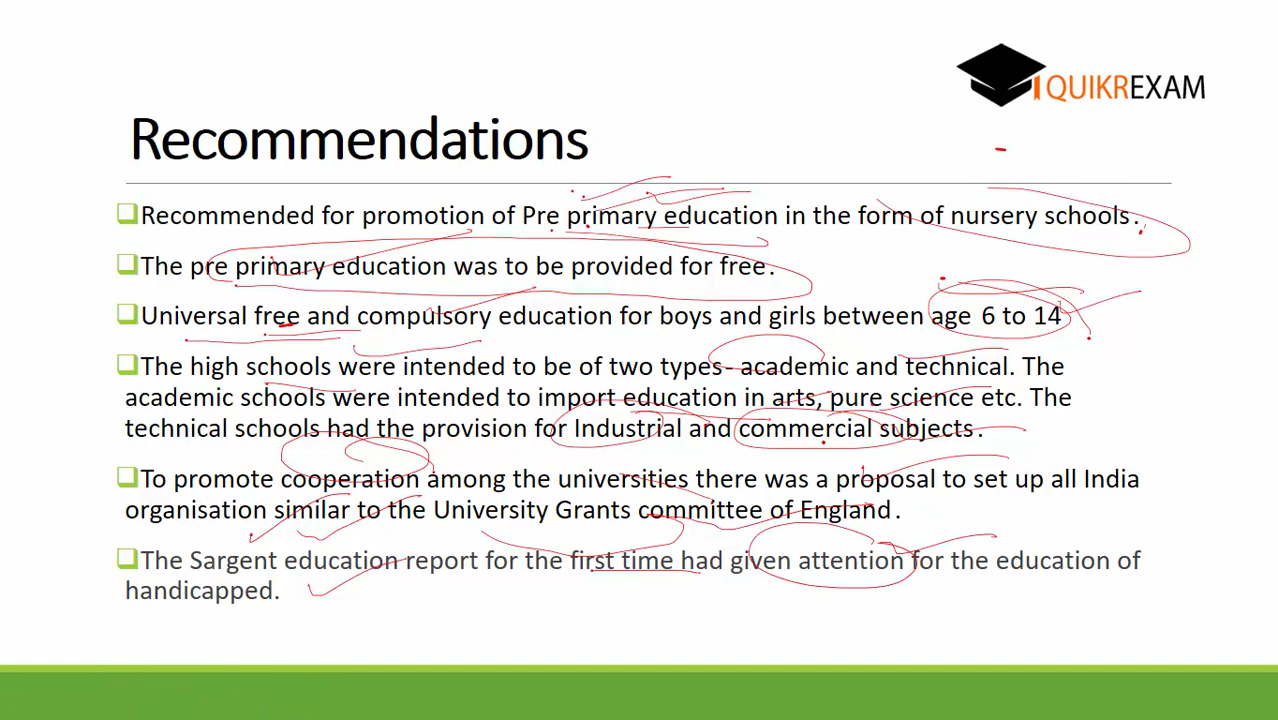 QUIKREXAM
Recommendations
Recommended for promotion of Pre primary education in the form of nursery schools.
The pre primary education was to be provided for free.
Universal free and compulsory education for boys and girls between age 6 to 14
The high schools were intended to be of two types- academic and technical. The
academic schools were intended to import education in arts, pure science etc. The
technical schools had the provision for Industrial and commercial subjects.
To promote cooperation among the universities there was a proposal to set up all India
organisation similar to the University Grants committee of England.
The Sargent education report for the first time had given attention for the education of
handicapped.